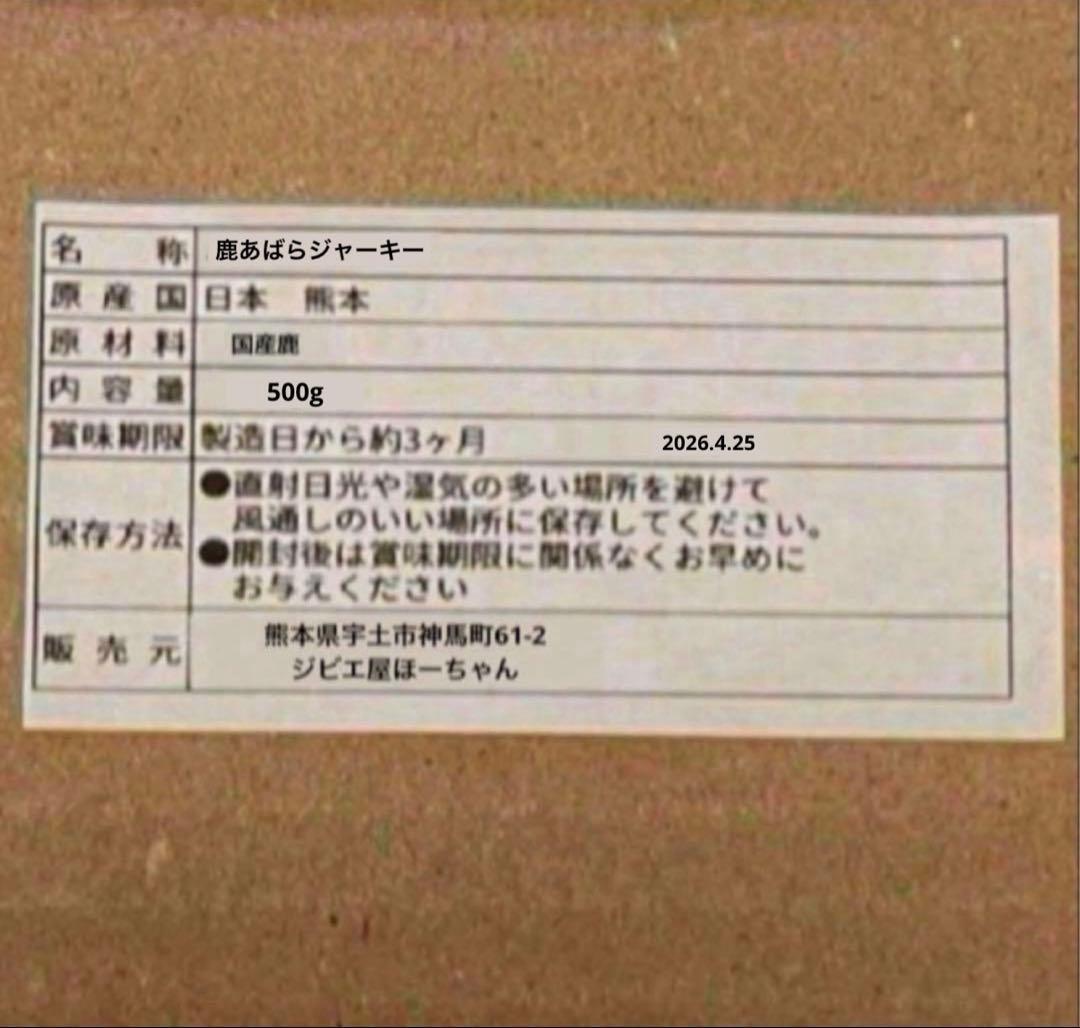 名称 鹿あばらジャーキー
原産国 日本 熊本
原材料 国産鹿
内容量 500g
賞味期限 製造日から約3ヶ月 2026.4.25
保存方法 ●直射日光や湿気の多い場所を避けて
風通しのいい場所に保存してください。
●開封後は賞味期限に関係なくお早めに
お与えください
販売元 熊本県宇土市神馬町61-2
ジビエ屋ほーちゃん